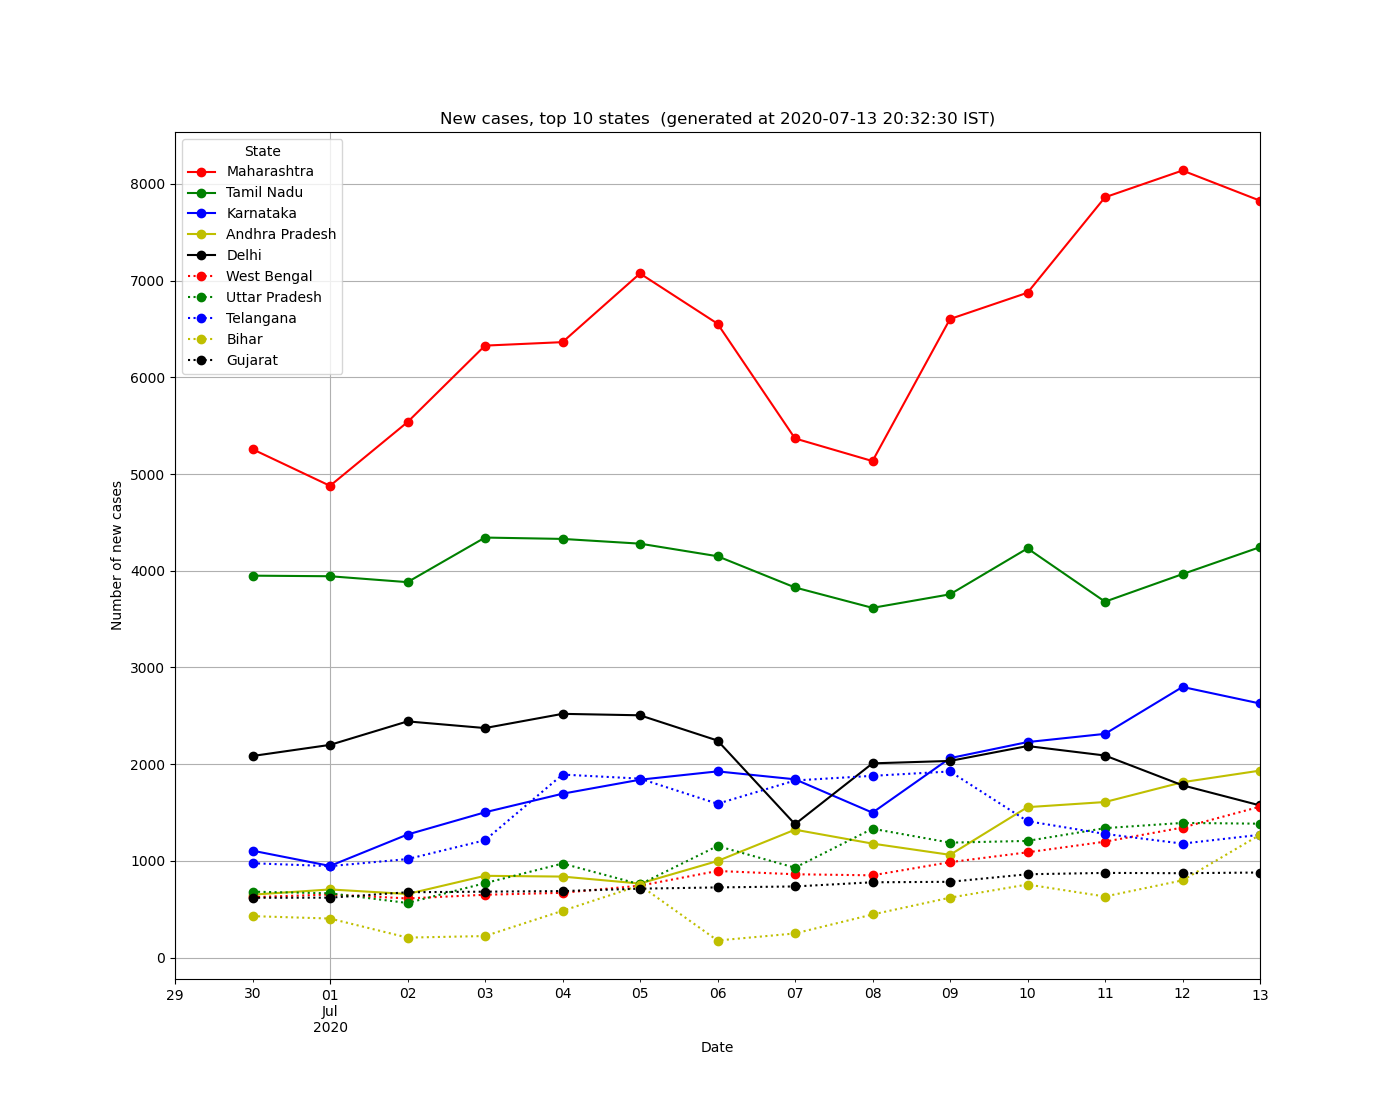 New cases, top 10 states  (generated at 2020-07-13 20:32:30 IST)
State
Maharashtra
Tamil Nadu
Karnataka
Andhra Pradesh
Delhi
West Bengal
Uttar Pradesh
Telangana
Bihar
Gujarat
8000
7000
6000
5000
4000
3000
2000
1000
0
Number of new cases
29 30 01 02 03 04 05 06 07 08 09 10 11 12 13
Jul
2020
Date